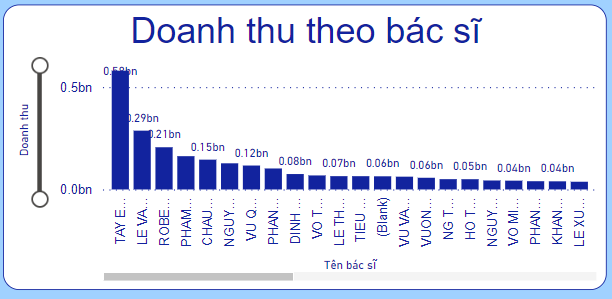 Doanh thu theo bác sĩ
Doanh thu
0.5bn
0.0bn
0.58bn
0.29bn
0.21bn
0.15bn
0.12bn
0.08bn
0.07bn
0.06bn
0.06bn
0.05bn
0.04bn
0.04bn
TAY E...
LE VA...
ROBE...
PHAM...
CHAU...
NGUY...
VU Q...
PHAN...
DINH ...
VO T...
LE TH...
TIEU ...
(Blank)
VU VA...
VUON...
NG T...
HO T...
NGUY...
VO MI...
PHAN...
KHAN...
LE XU...
Tên bác sĩ